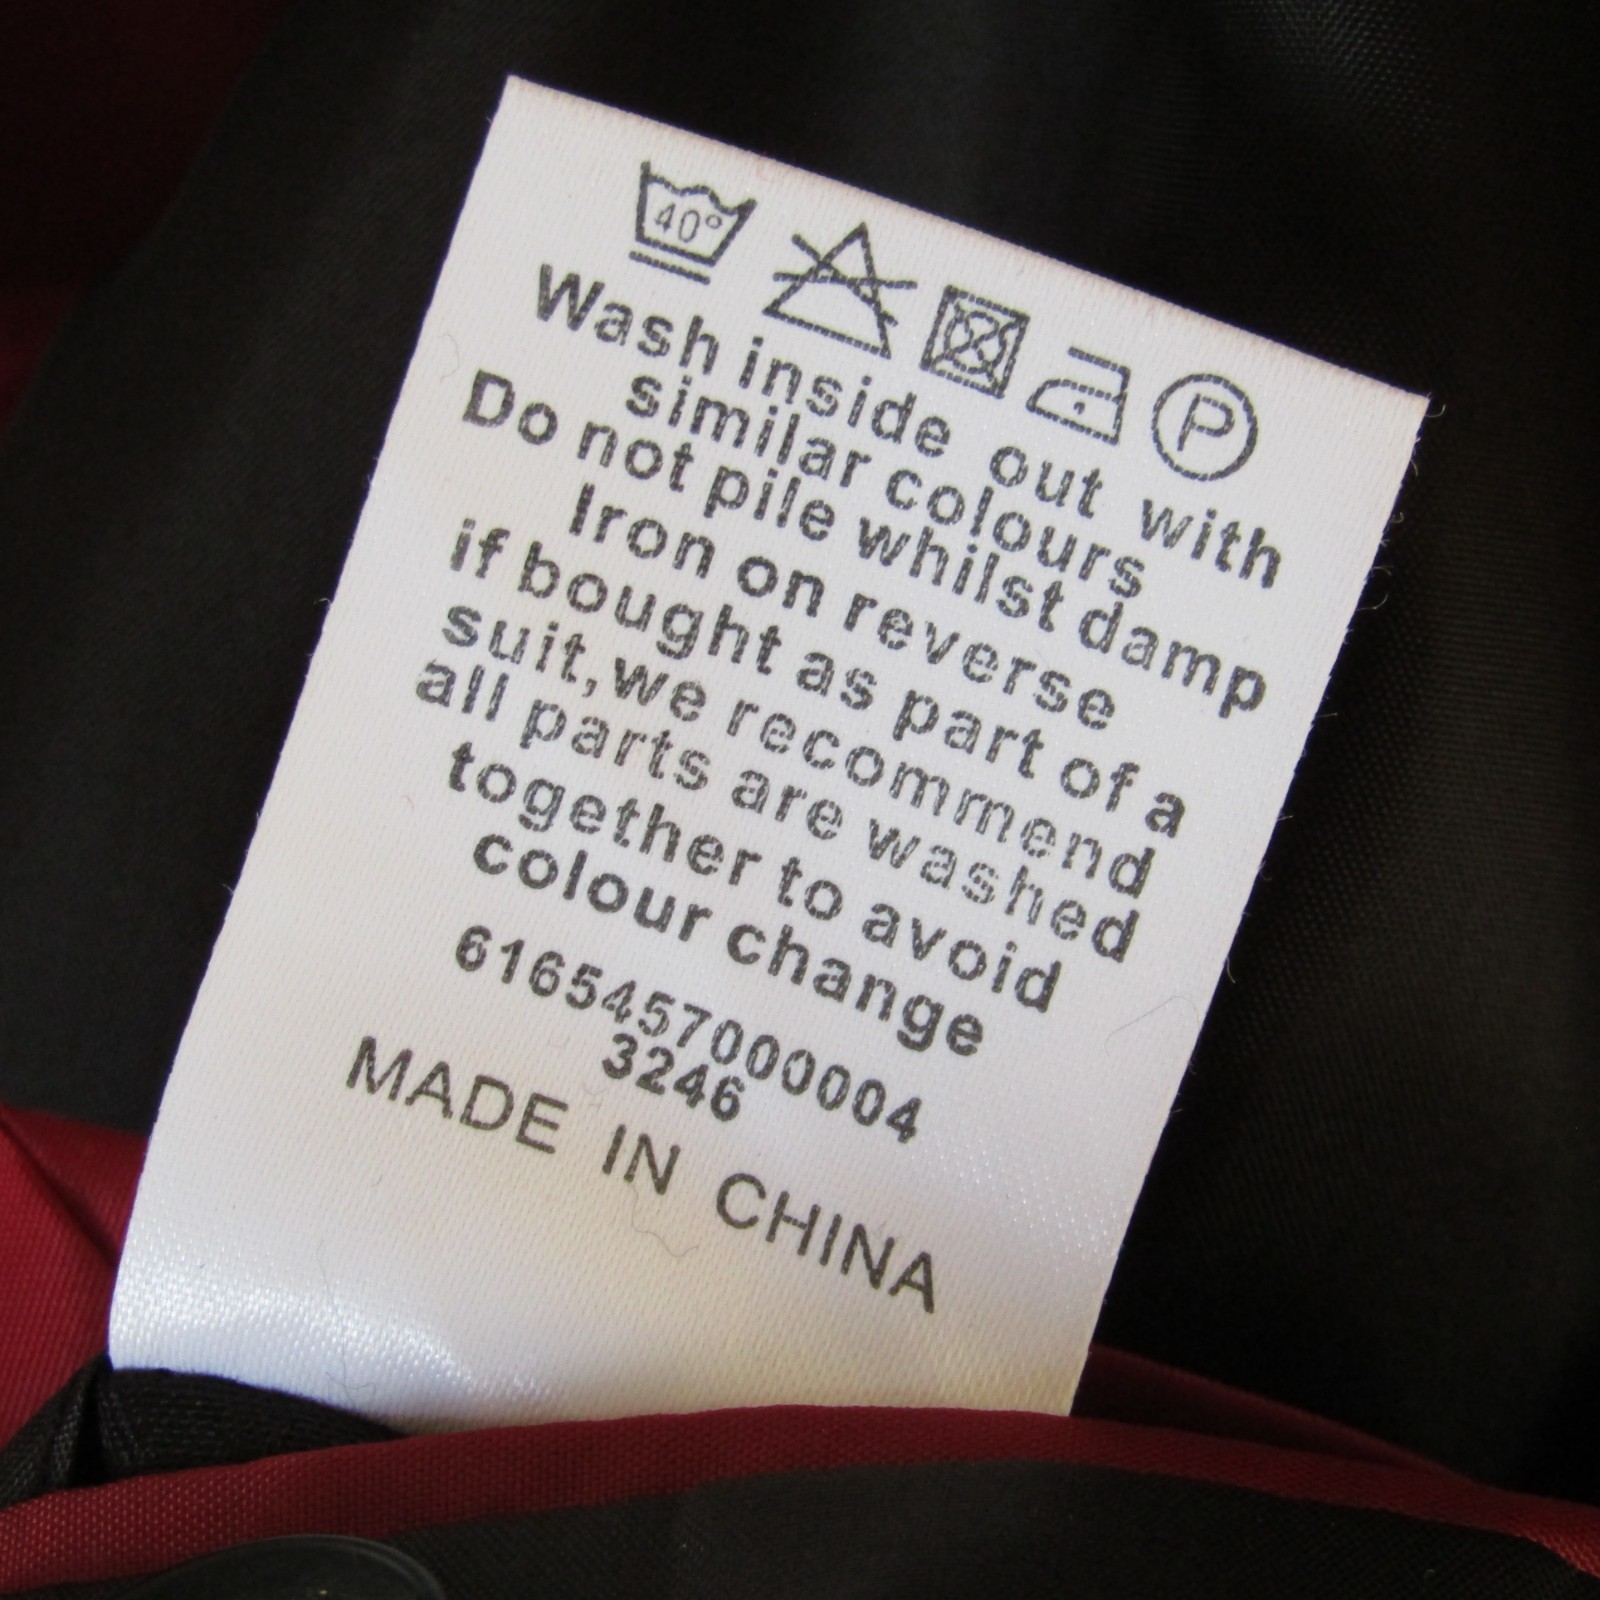 40°
P
Wash inside out with
similar colours
Do not pile whilst damp
Iron on reverse
if bought as part of a
suit,we recommend
all parts are washed
together to avoid
colour change
616545700004
3246
MADE IN CHINA